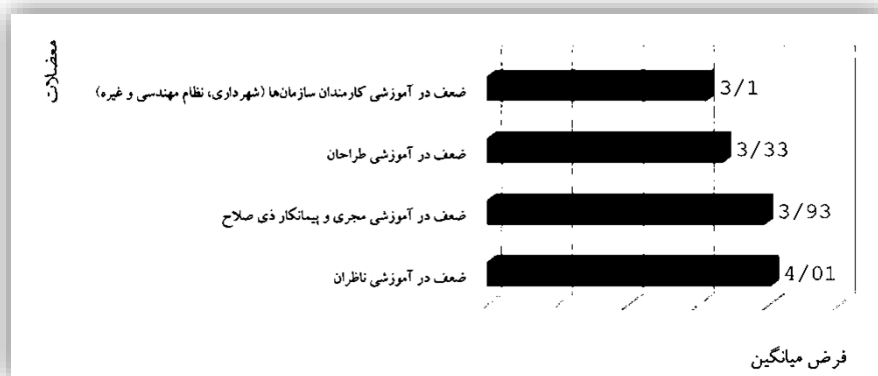 معضلات
ضعف در آموزشی کارمندان سازمان‌ها (شهرداری، نظام مهندسی و غیره)
3/1
ضعف در آموزشی طراحان
3/33
ضعف در آموزشی مجری و پیمانکار ذی صلاح
3/93
ضعف در آموزشی ناظران
4/01
فرض میانگین